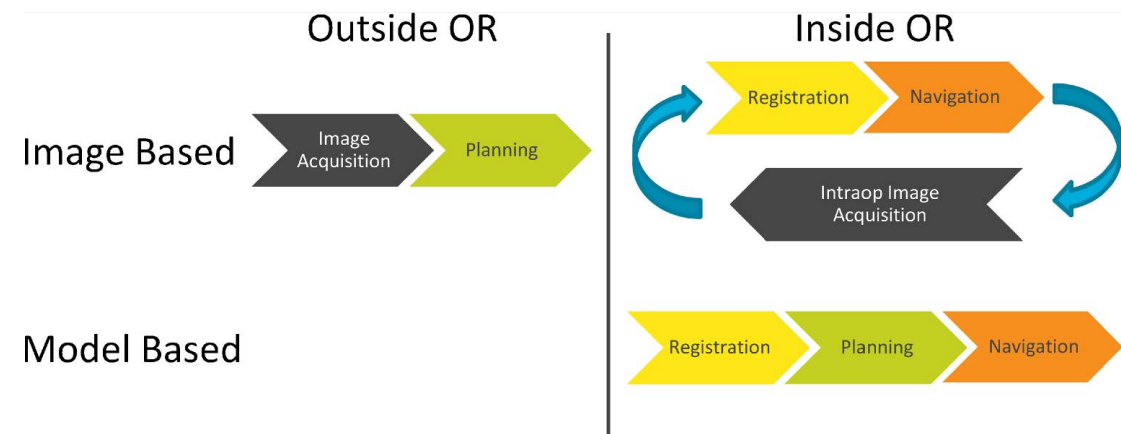 Outside OR
Inside OR
Image Based
Image
Acquisition
Planning
Registration
Navigation
Intraop Image
Acquisition
Model Based
Registration
Planning
Navigation